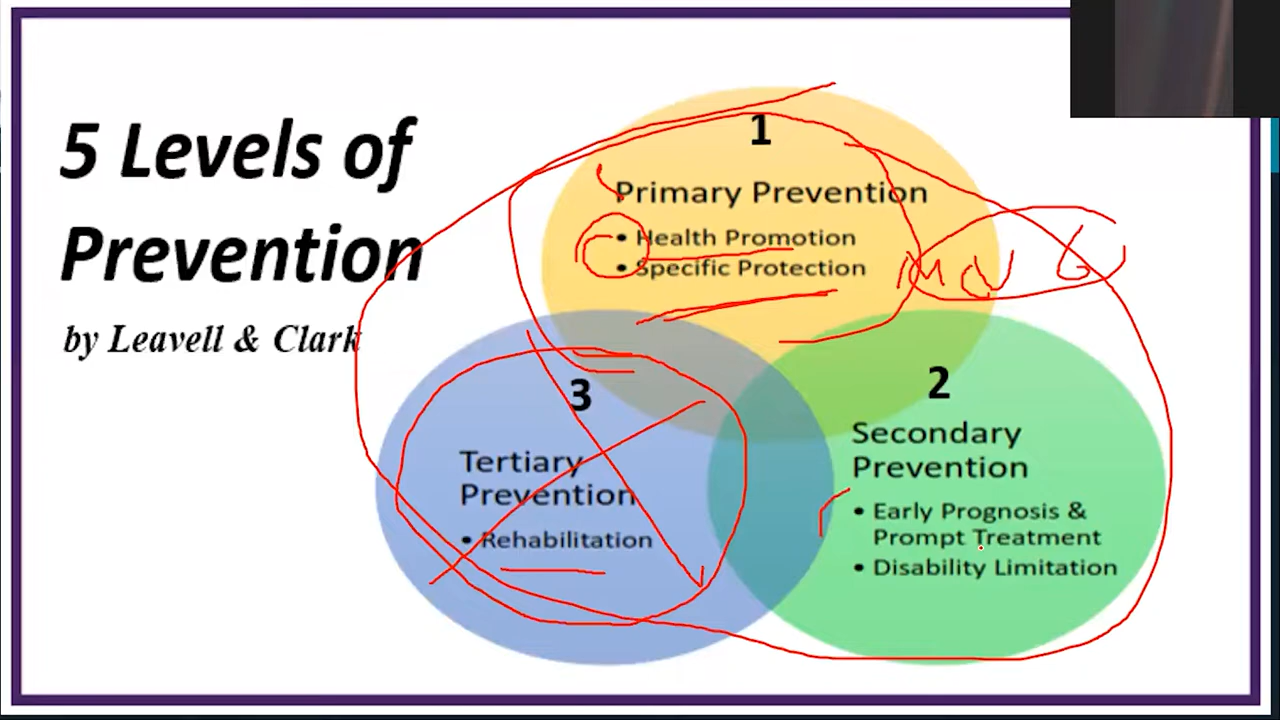 5 Levels of
Prevention
by Leavell & Clark
1
Primary Prevention
• Health Promotion
• Specific Protection
2
Secondary
Prevention
• Early Prognosis &
Prompt Treatment
• Disability Limitation
3
Tertiary
Prevention
• Rehabilitation